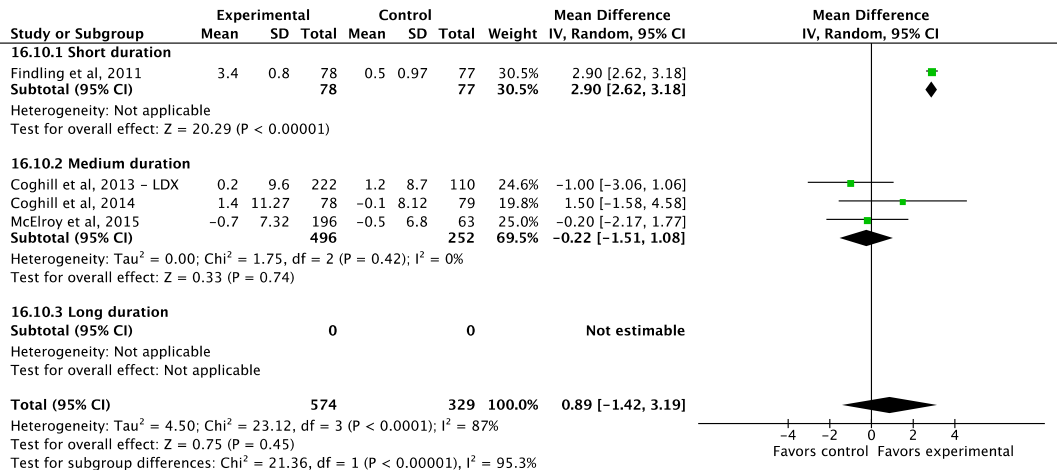 Experimental Control Mean Difference Mean Difference
Study or Subgroup Mean SD Total Mean SD Total Weight IV, Random, 95% CI IV, Random, 95% CI
16.10.1 Short duration
Findling et al, 2011 3.4 0.8 78 0.5 0.97 77 30.5% 2.90 [2.62, 3.18]
Subtotal (95% CI) 78 77 30.5% 2.90 [2.62, 3.18]
Heterogeneity: Not applicable
Test for overall effect: Z = 20.29 (P < 0.00001)
16.10.2 Medium duration
Coghill et al, 2013 – LDX 0.2 9.6 222 1.2 8.7 110 24.6% -1.00 [-3.06, 1.06]
Coghill et al, 2014 1.4 11.27 78 -0.1 8.12 79 19.8% 1.50 [-1.58, 4.58]
McElroy et al, 2015 -0.7 7.32 196 -0.5 6.8 63 25.0% -0.20 [-2.17, 1.77]
Subtotal (95% CI) 496 252 69.5% -0.22 [-1.51, 1.08]
Heterogeneity: Tau² = 0.00; Chi² = 1.75, df = 2 (P = 0.42); I² = 0%
Test for overall effect: Z = 0.33 (P = 0.74)
16.10.3 Long duration
Subtotal (95% CI) 0 0 Not estimable
Heterogeneity: Not applicable
Test for overall effect: Not applicable
Total (95% CI) 574 329 100.0% 0.89 [-1.42, 3.19]
Heterogeneity: Tau² = 4.50; Chi² = 23.12, df = 3 (P < 0.0001); I² = 87%
Test for overall effect: Z = 0.75 (P = 0.45)
Test for subgroup differences: Chi² = 21.36, df = 1 (P < 0.00001), I² = 95.3%
-4 -2 0 2 4
Favors control Favors experimental